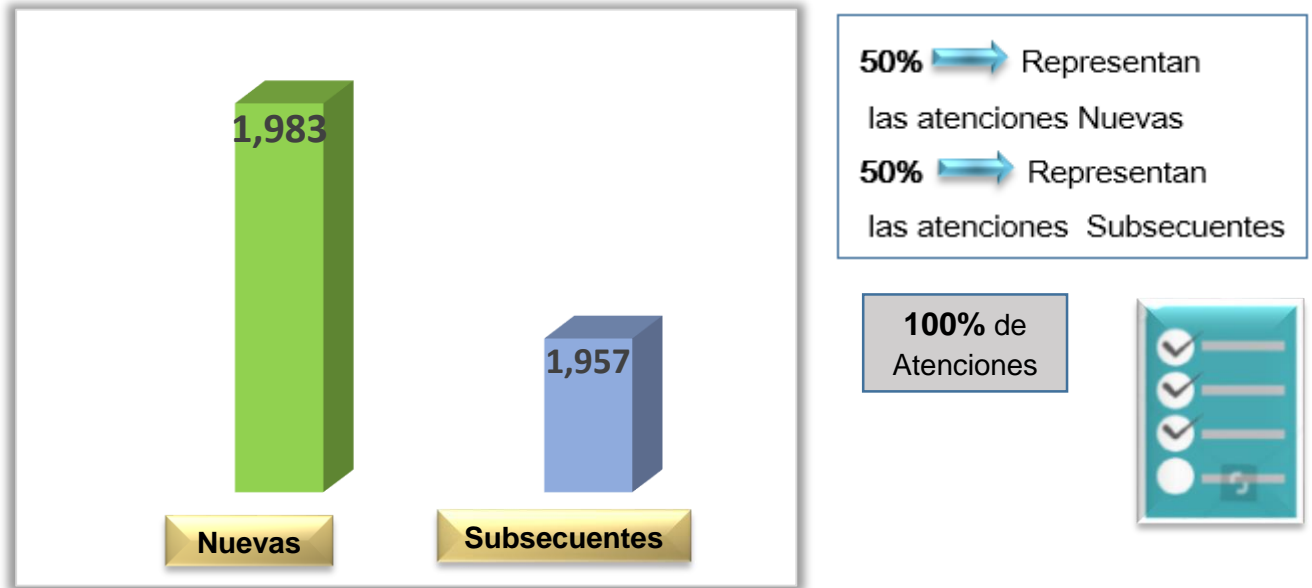 1,983
1,957
Nuevas
Subsecuentes
50% Representan
las atenciones Nuevas
50% Representan
las atenciones Subsecuentes
100% de
Atenciones